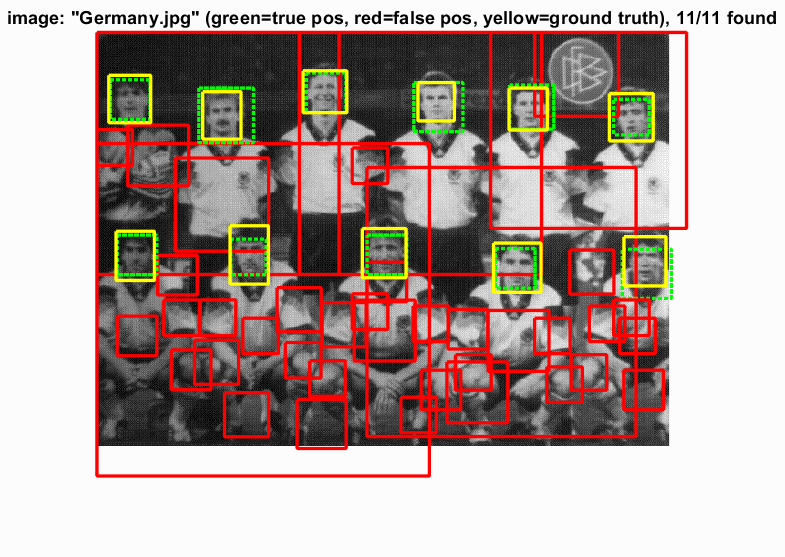 image: "Germany.jpg" (green=true pos, red=false pos, yellow=ground truth), 11/11 found